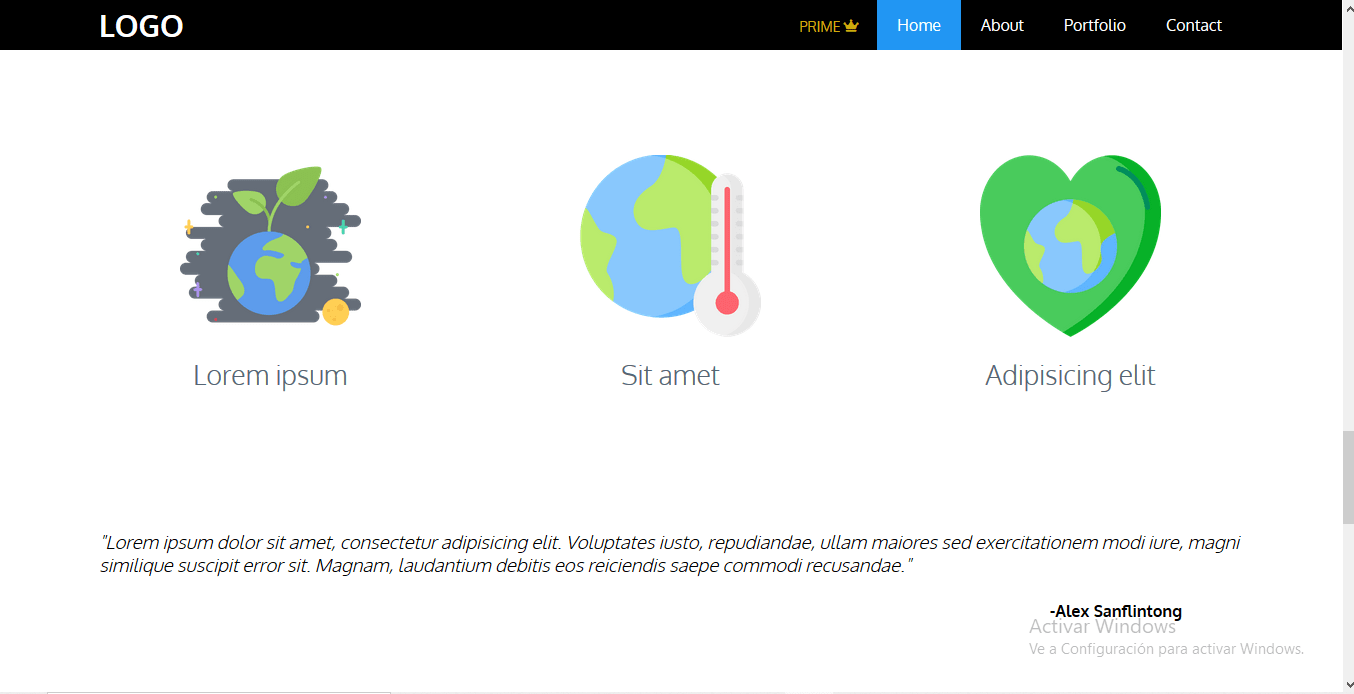 LOGO
PRIME
Home
About
Portfolio
Contact
Lorem ipsum
Sit amet
Adipisicing elit
"Lorem ipsum dolor sit amet, consectetur adipisicing elit. Voluptates iusto, repudiandae, ullam maiores sed exercitationem modi iure, magni
similique suscipit error sit. Magnam, laudantium debitis eos reiciendis saepe commodi recusandae."
-Alex Sanflintong
Activar Windows
Ve a Configuración para activar Windows.